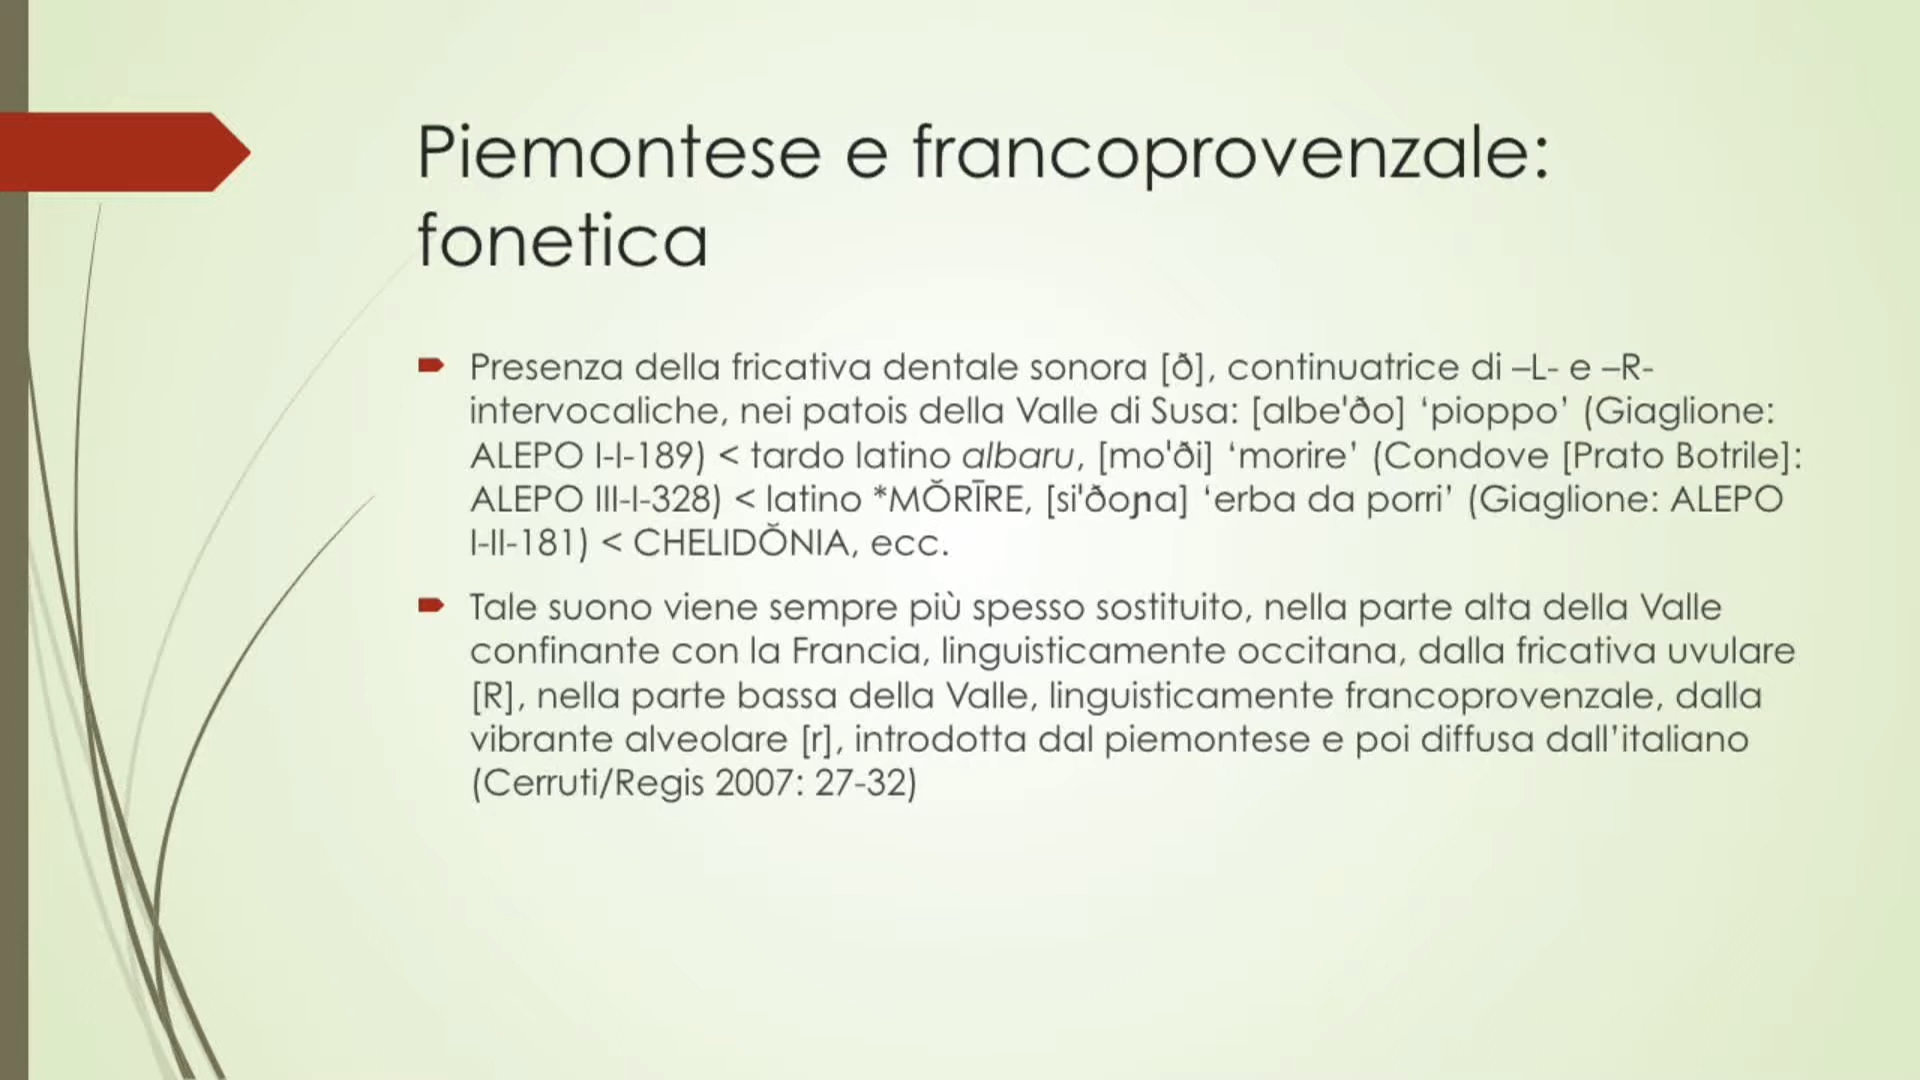 Piemontese e francoprovenzale:
fonetica
Presenza della fricativa dentale sonora [ð], continuatrice di –L- e –R-
intervocaliche, nei patois della Valle di Susa: [albe'ðo] ‘pioppo’ (Giaglione:
ALEPO I-I-189) < tardo latino albaru, [mo'ði] ‘morire’ (Condove [Prato Botrile]:
ALEPO III-I-328) < latino *MŎRĪRE, [si'ðoɲa] ‘erba da porri’ (Giaglione: ALEPO
I-II-181) < CHELIDŎNIA, ecc.
Tale suono viene sempre più spesso sostituito, nella parte alta della Valle
confinante con la Francia, linguisticamente occitana, dalla fricativa uvulare
[R], nella parte bassa della Valle, linguisticamente francoprovenzale, dalla
vibrante alveolare [r], introdotta dal piemontese e poi diffusa dall’italiano
(Cerruti/Regis 2007: 27-32)